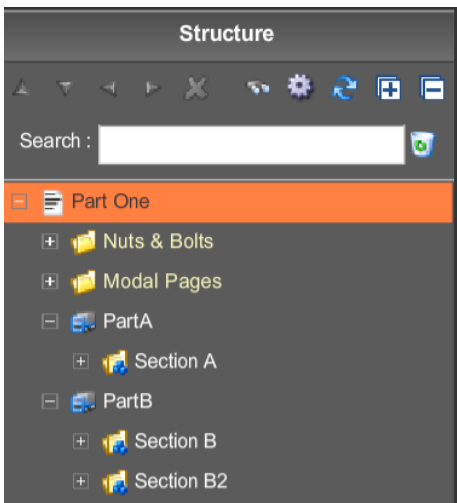 Structure
Search :
Part One
Nuts & Bolts
Modal Pages
PartA
Section A
PartB
Section B
Section B2